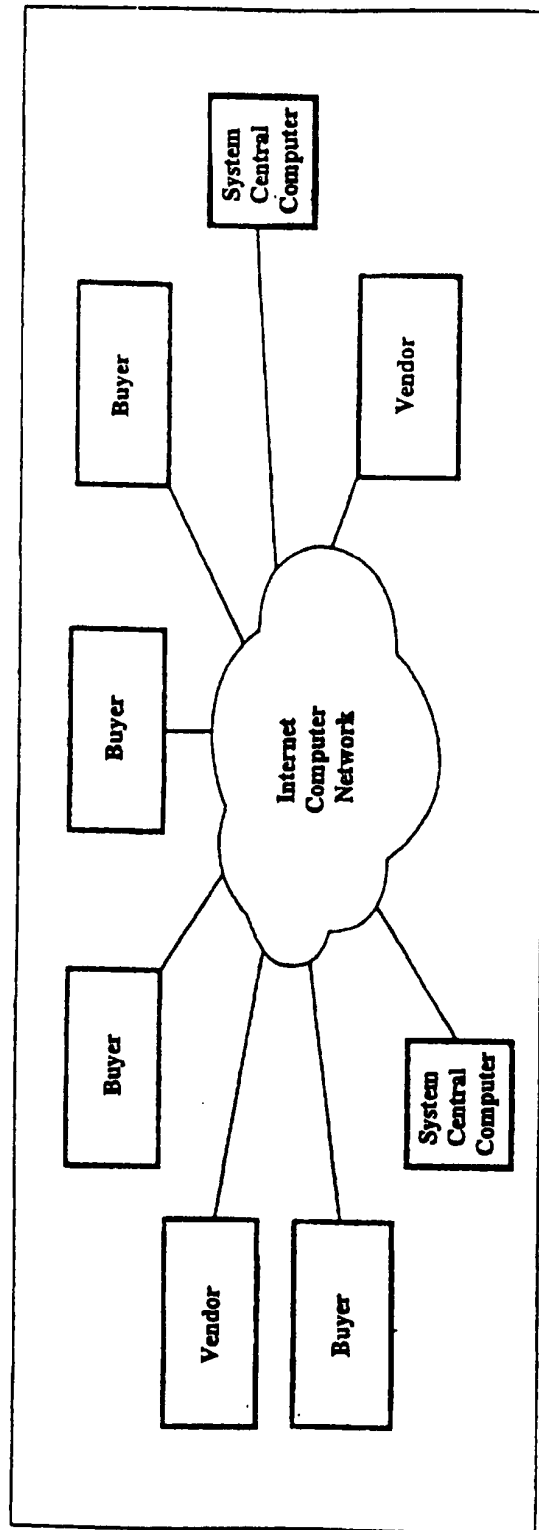 Buyer
Buyer
Buyer
Vendor
System
Central
Computer
Internet
Computer
Network
Buyer
Vendor
System
Central
Computer